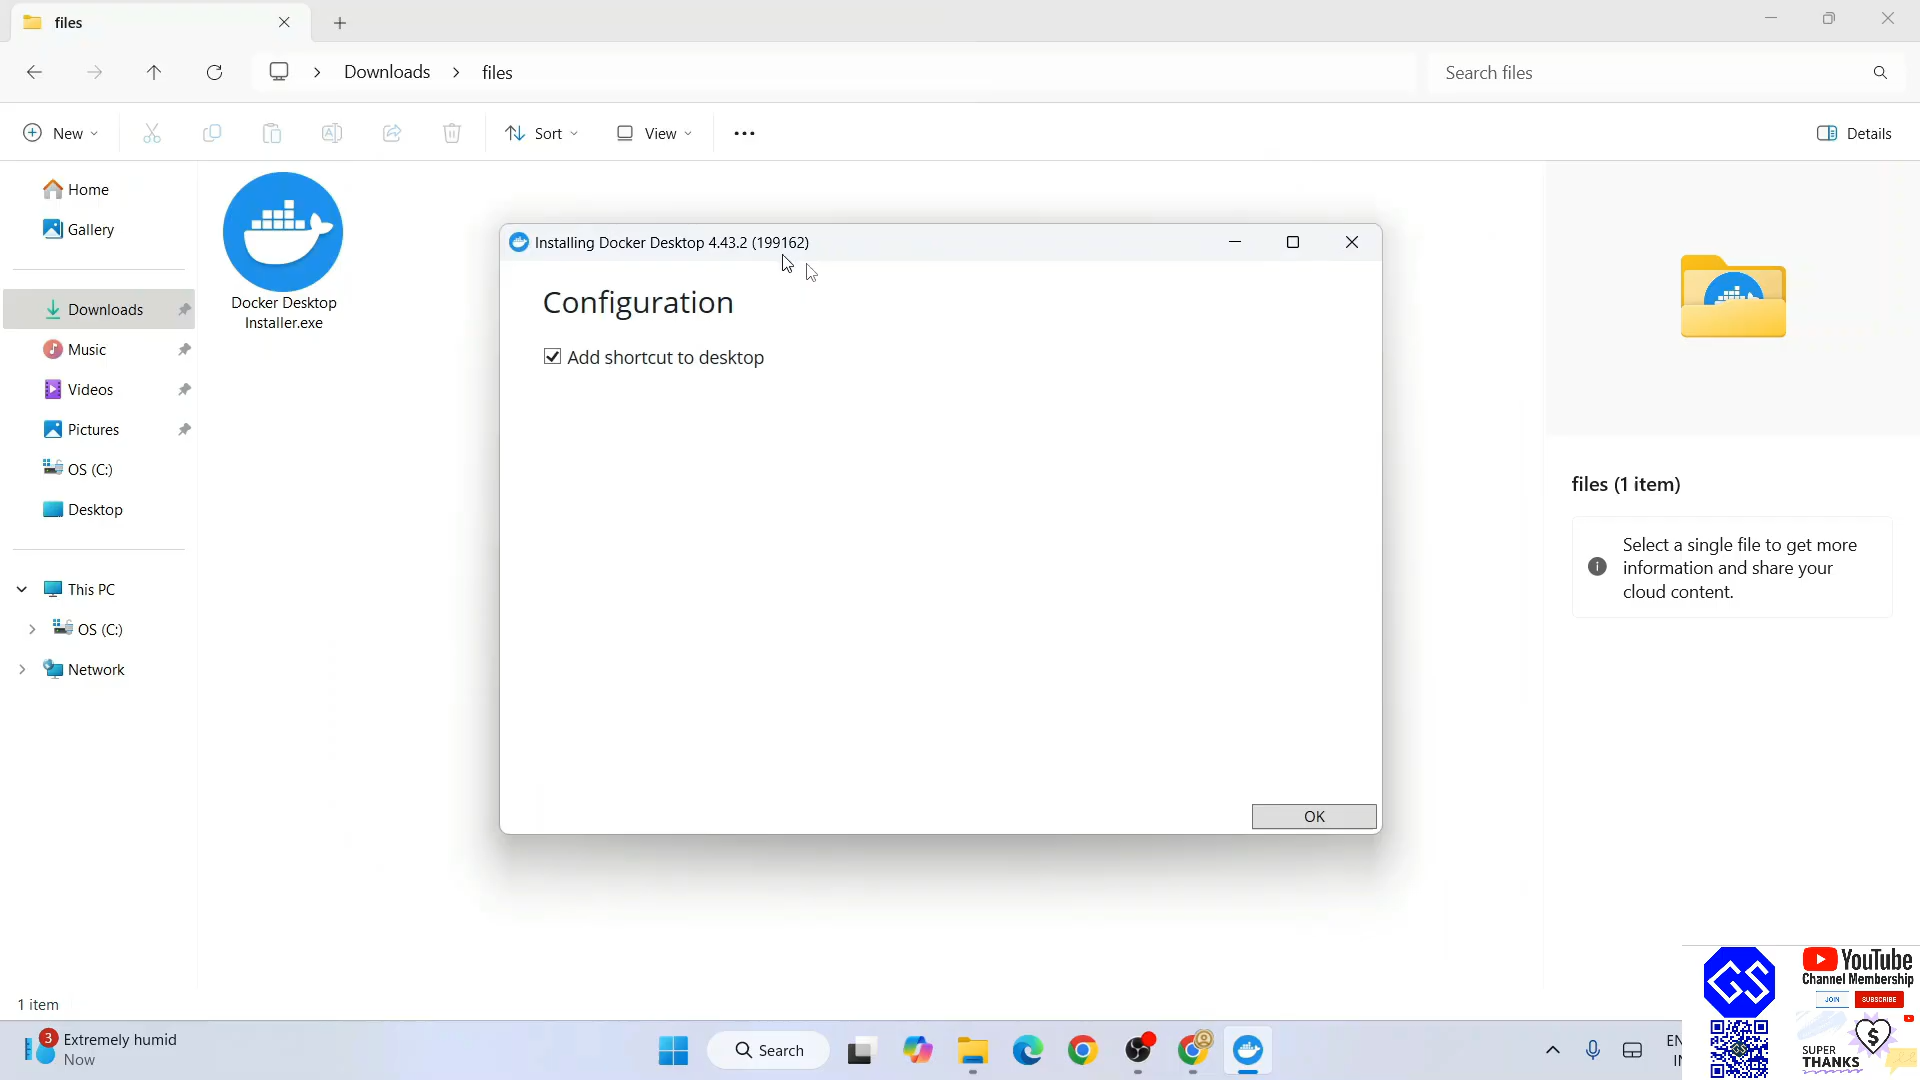 files
Downloads
files
Search files
New
Sort
View
Details
Home
Gallery
Downloads
Music
Videos
Pictures
OS (C:)
Desktop
This PC
OS (C:)
Network
Docker Desktop
Installer.exe
Installing Docker Desktop 4.43.2 (199162)
Configuration
Add shortcut to desktop
OK
files (1 item)
Select a single file to get more
information and share your
cloud content.
1 item
3
Extremely humid
Now
Search
EN
IN
GS
YouTube
Channel Membership
JOIN
SUBSCRIBE
SUPER
THANKS
$